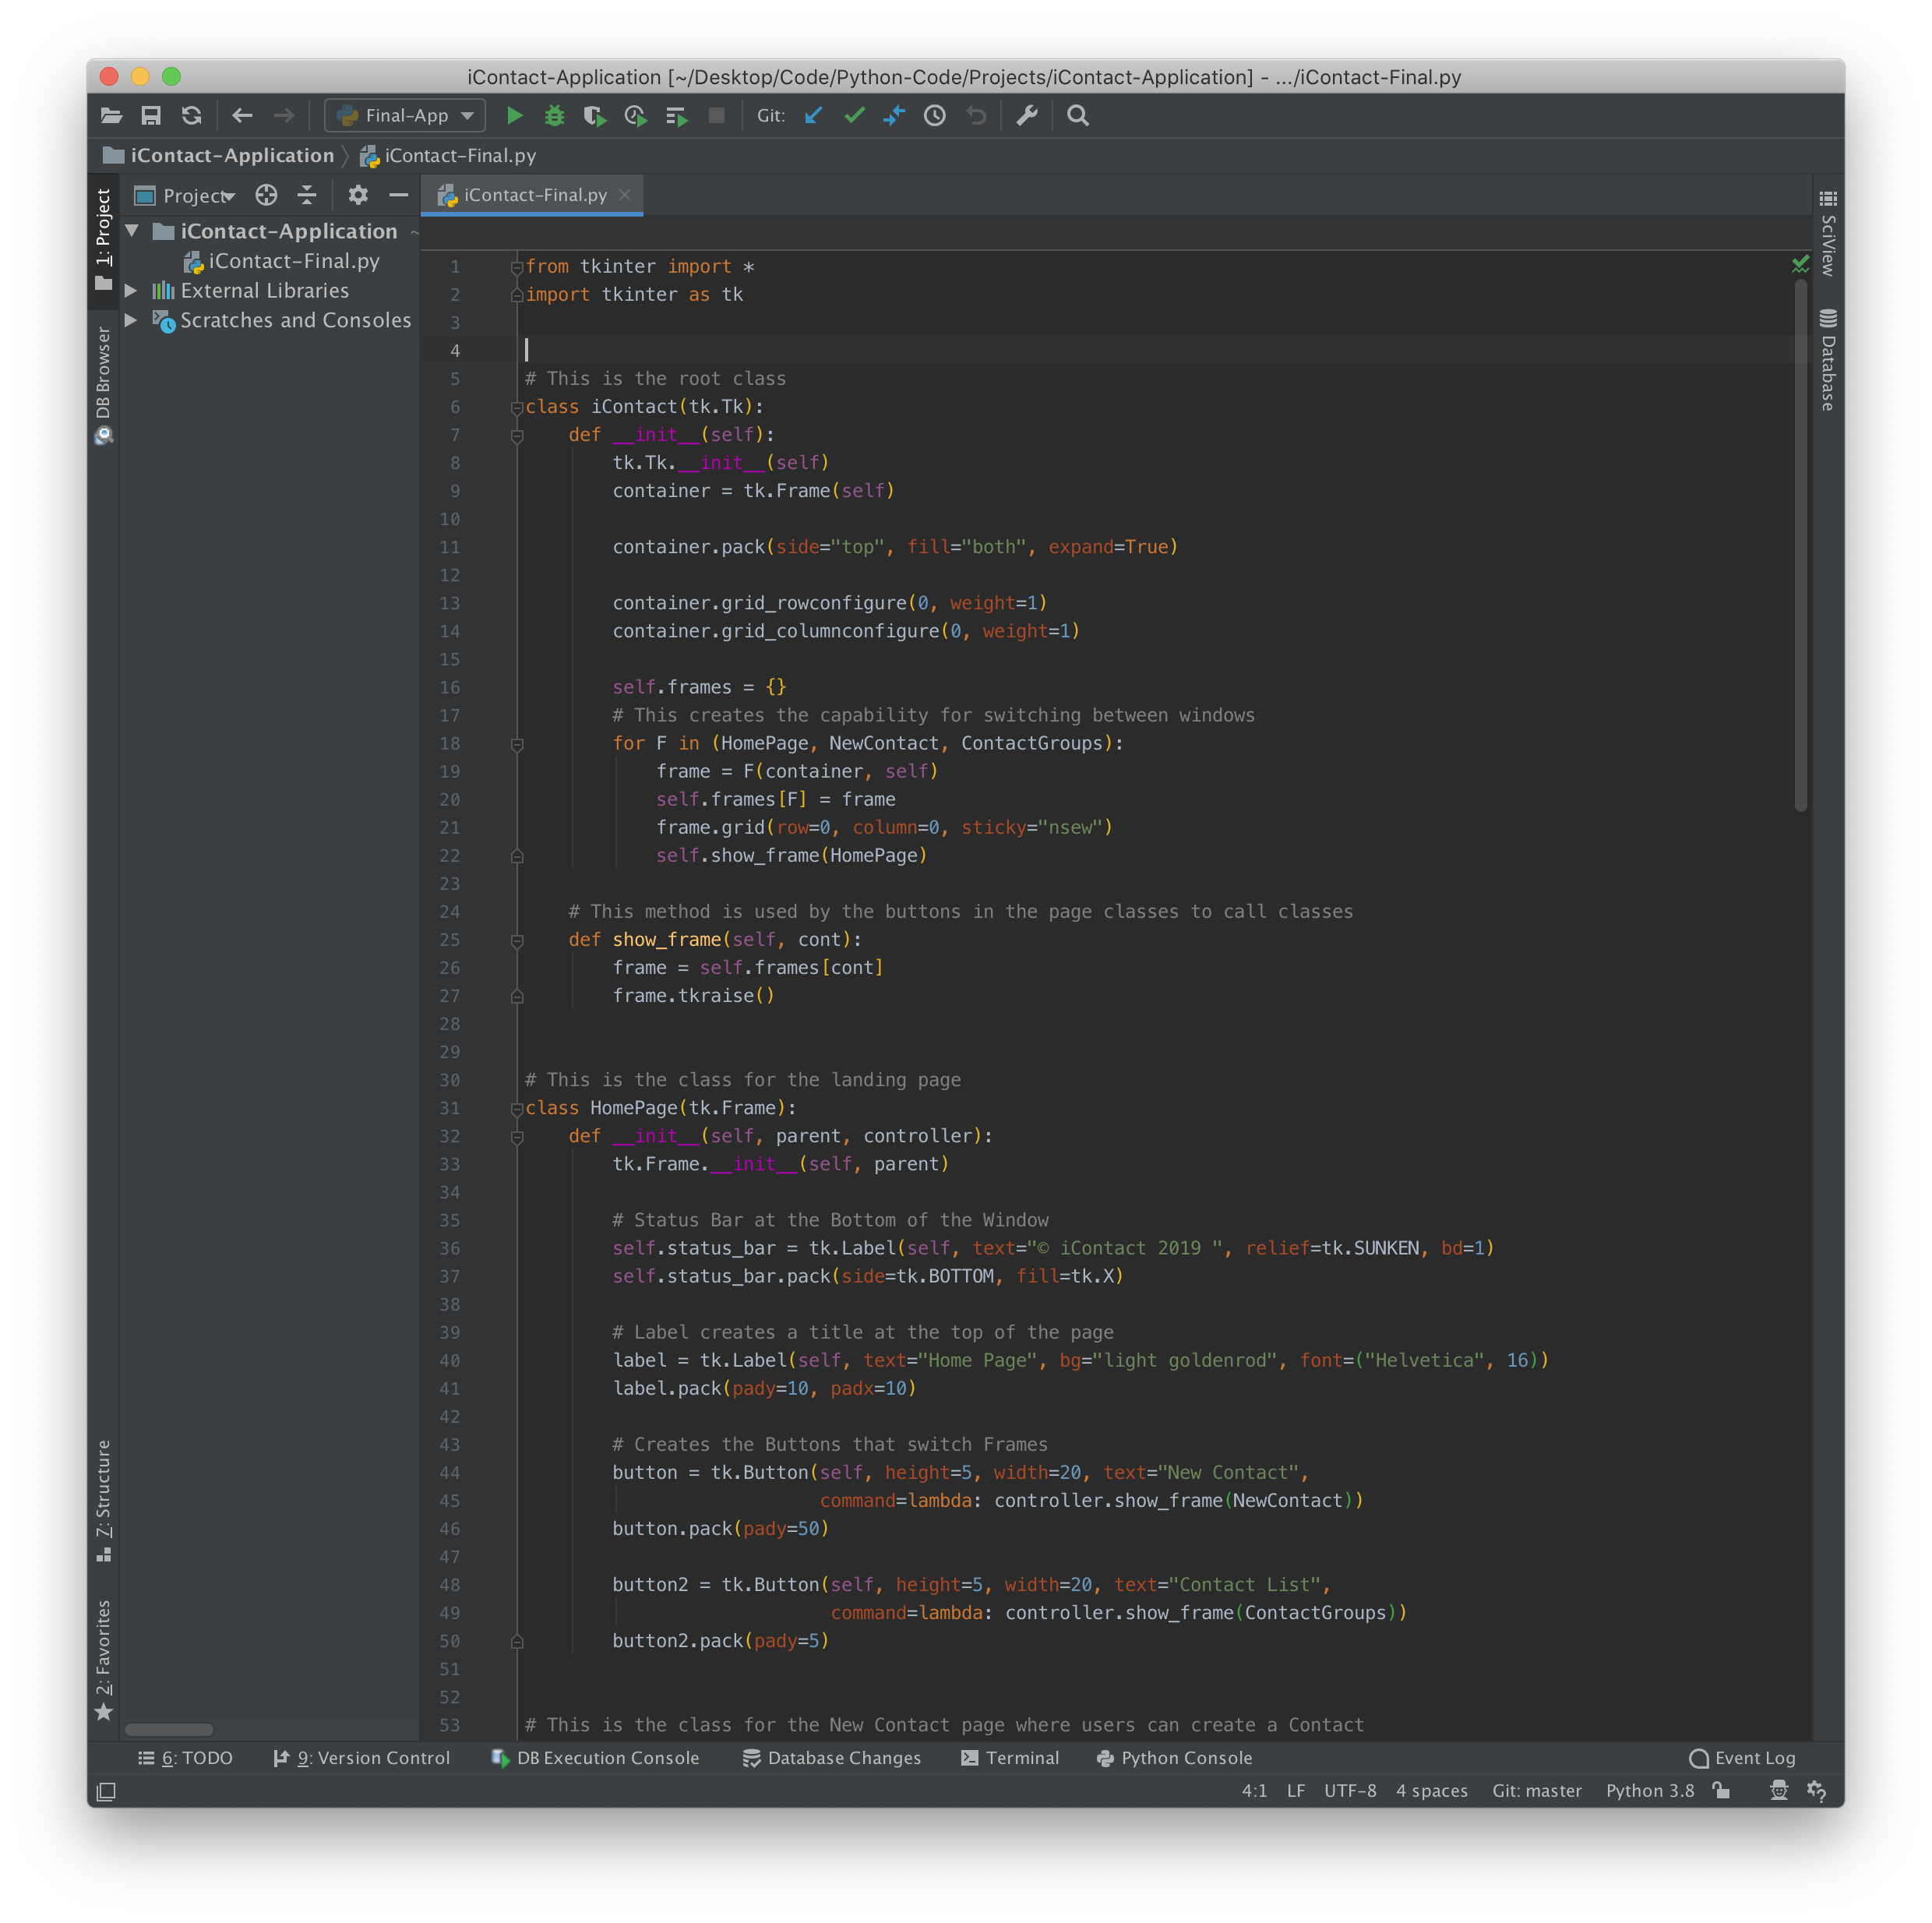 iContact-Application [~/Desktop/Code/Python-Code/Projects/iContact-Application] - .../iContact-Final.py
Final-App
Git:
iContact-Application
iContact-Final.py
1: Project
DB Browser
7: Structure
2: Favorites
Project
iContact-Application ~
iContact-Final.py
External Libraries
Scratches and Consoles
iContact-Final.py
1 from tkinter import *
2 import tkinter as tk
3
4
5 # This is the root class
6 class iContact(tk.Tk):
7     def __init__(self):
8         tk.Tk.__init__(self)
9         container = tk.Frame(self)
10
11         container.pack(side="top", fill="both", expand=True)
12
13         container.grid_rowconfigure(0, weight=1)
14         container.grid_columnconfigure(0, weight=1)
15
16         self.frames = {}
17         # This creates the capability for switching between windows
18         for F in (HomePage, NewContact, ContactGroups):
19             frame = F(container, self)
20             self.frames[F] = frame
21             frame.grid(row=0, column=0, sticky="nsew")
22             self.show_frame(HomePage)
23
24     # This method is used by the buttons in the page classes to call classes
25     def show_frame(self, cont):
26         frame = self.frames[cont]
27         frame.tkraise()
28
29
30 # This is the class for the landing page
31 class HomePage(tk.Frame):
32     def __init__(self, parent, controller):
33         tk.Frame.__init__(self, parent)
34
35         # Status Bar at the Bottom of the Window
36         self.status_bar = tk.Label(self, text="© iContact 2019 ", relief=tk.SUNKEN, bd=1)
37         self.status_bar.pack(side=tk.BOTTOM, fill=tk.X)
38
39         # Label creates a title at the top of the page
40         label = tk.Label(self, text="Home Page", bg="light goldenrod", font=("Helvetica", 16))
41         label.pack(pady=10, padx=10)
42
43         # Creates the Buttons that switch Frames
44         button = tk.Button(self, height=5, width=20, text="New Contact",
45                            command=lambda: controller.show_frame(NewContact))
46         button.pack(pady=50)
47
48         button2 = tk.Button(self, height=5, width=20, text="Contact List",
49                             command=lambda: controller.show_frame(ContactGroups))
50         button2.pack(pady=5)
51
52
53 # This is the class for the New Contact page where users can create a Contact
SciView
Database
6: TODO
9: Version Control
DB Execution Console
Database Changes
Terminal
Python Console
Event Log
4:1 LF UTF-8 4 spaces Git: master Python 3.8